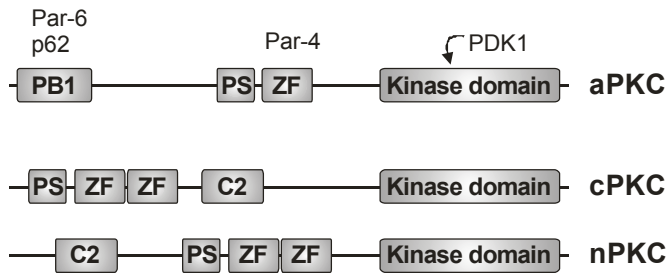 Par-6
p62
Par-4
PDK1
PB1 PS ZF Kinase domain aPKC
PS ZF ZF C2 Kinase domain cPKC
C2 PS ZF ZF Kinase domain nPKC